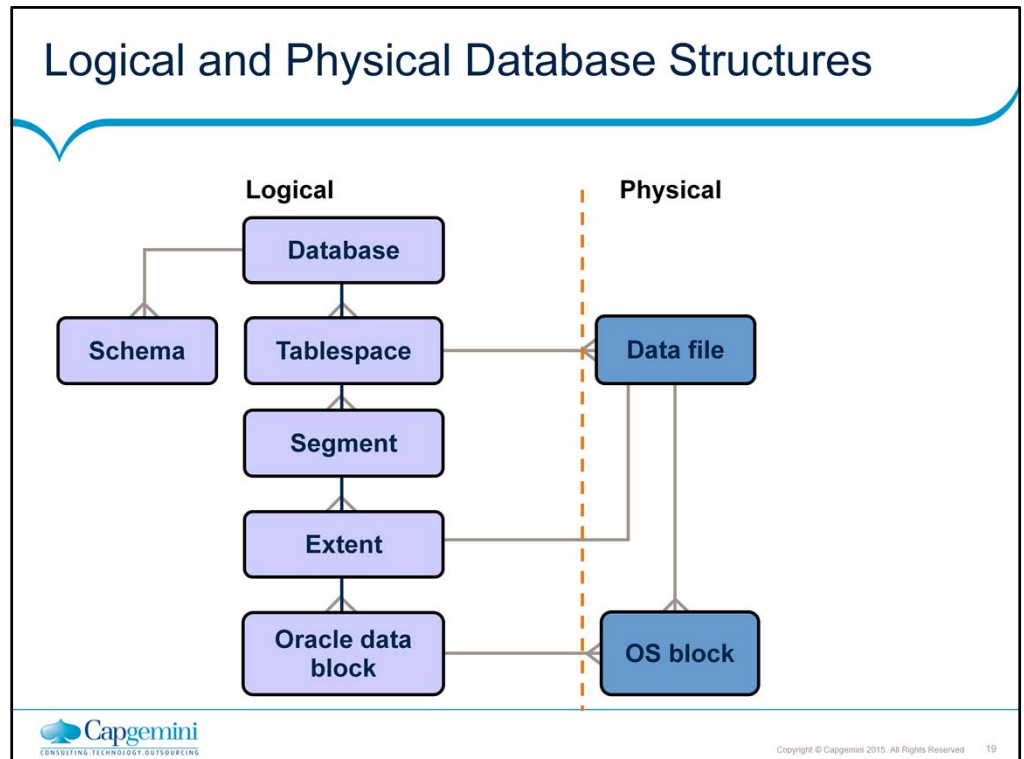 Logical and Physical Database Structures
Logical
Physical
Database
Schema
Tablespace
Data file
Segment
Extent
Oracle data
block
OS block
Capgemini
CONSULTING.TECHNOLOGY.OUTSOURCING
Copyright © Capgemini 2015. All Rights Reserved 19